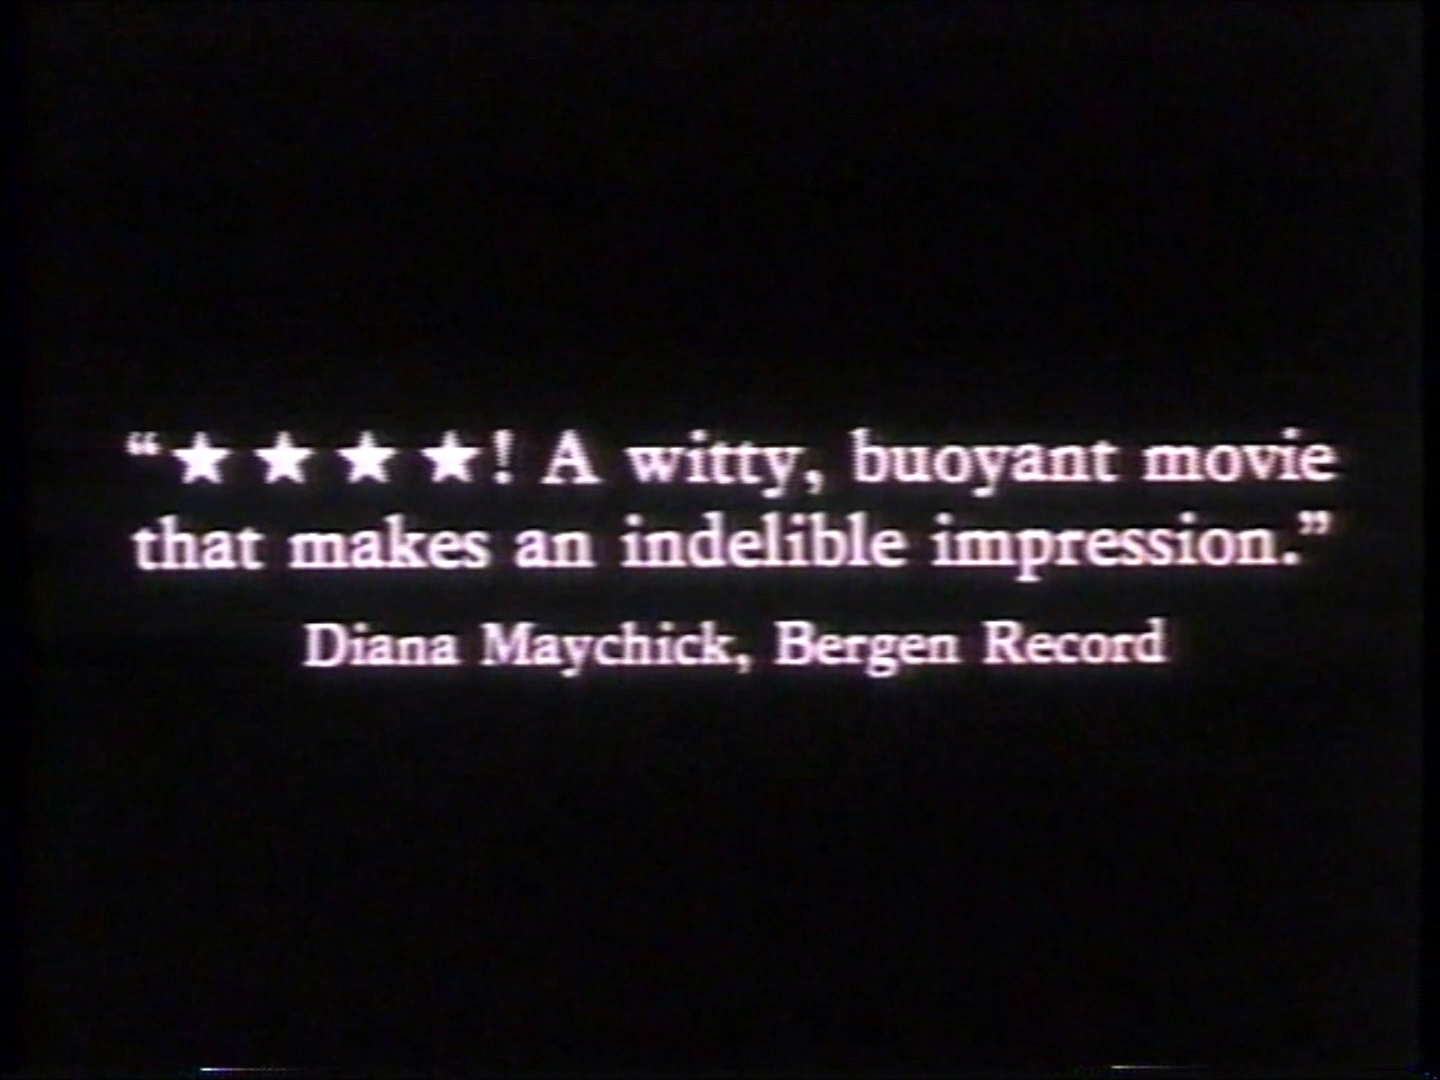 “★★★★! A witty, buoyant movie
that makes an indelible impression.”
Diana Maychick, Bergen Record